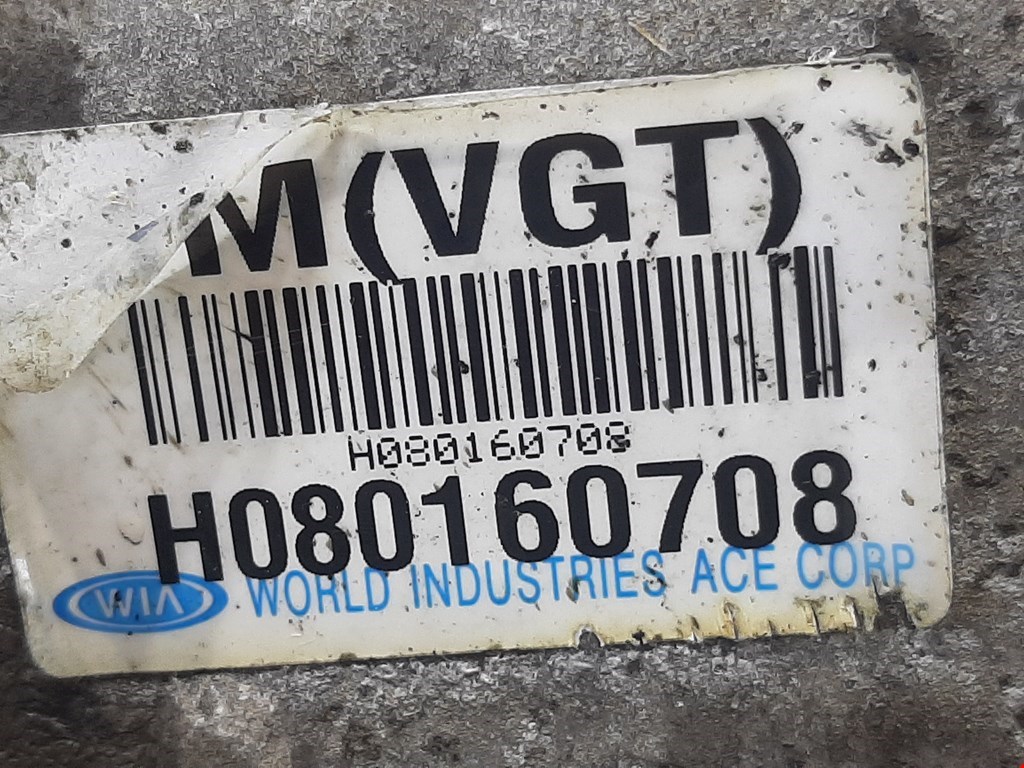 M(VGT)
H080160708
H080160708
WIA WORLD INDUSTRIES ACE CORP